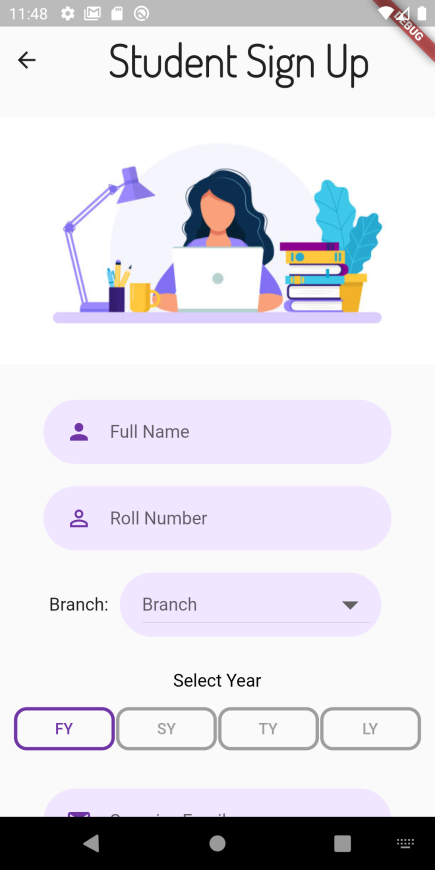 11:48
DEBUG
Student Sign Up
Full Name
Roll Number
Branch: Branch
Select Year
FY SY TY LY